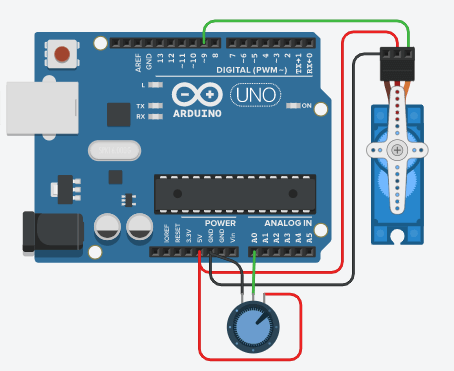 AREF
GND
13
12
~11
~10
~9
8
7
~6
~5
4
~3
2
TX→1
RX←0
DIGITAL (PWM~)
L
TX
RX
UNO
ON
ARDUINO
POWER
ANALOG IN
IOREF
RESET
3.3V
5V
GND
GND
Vin
A0
A1
A2
A3
A4
A5